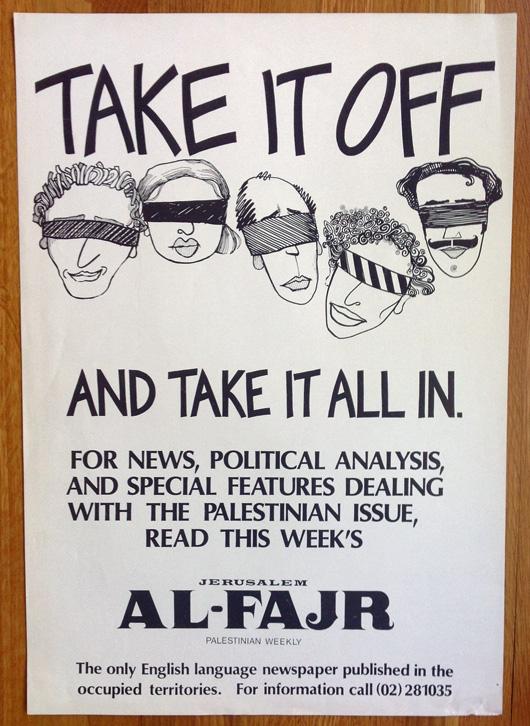 TAKE IT OFF
AND TAKE IT ALL IN.
FOR NEWS, POLITICAL ANALYSIS,
AND SPECIAL FEATURES DEALING
WITH THE PALESTINIAN ISSUE,
READ THIS WEEK'S
JERUSALEM
AL-FAJR
PALESTINIAN WEEKLY
The only English language newspaper published in the
occupied territories. For information call (02) 281035